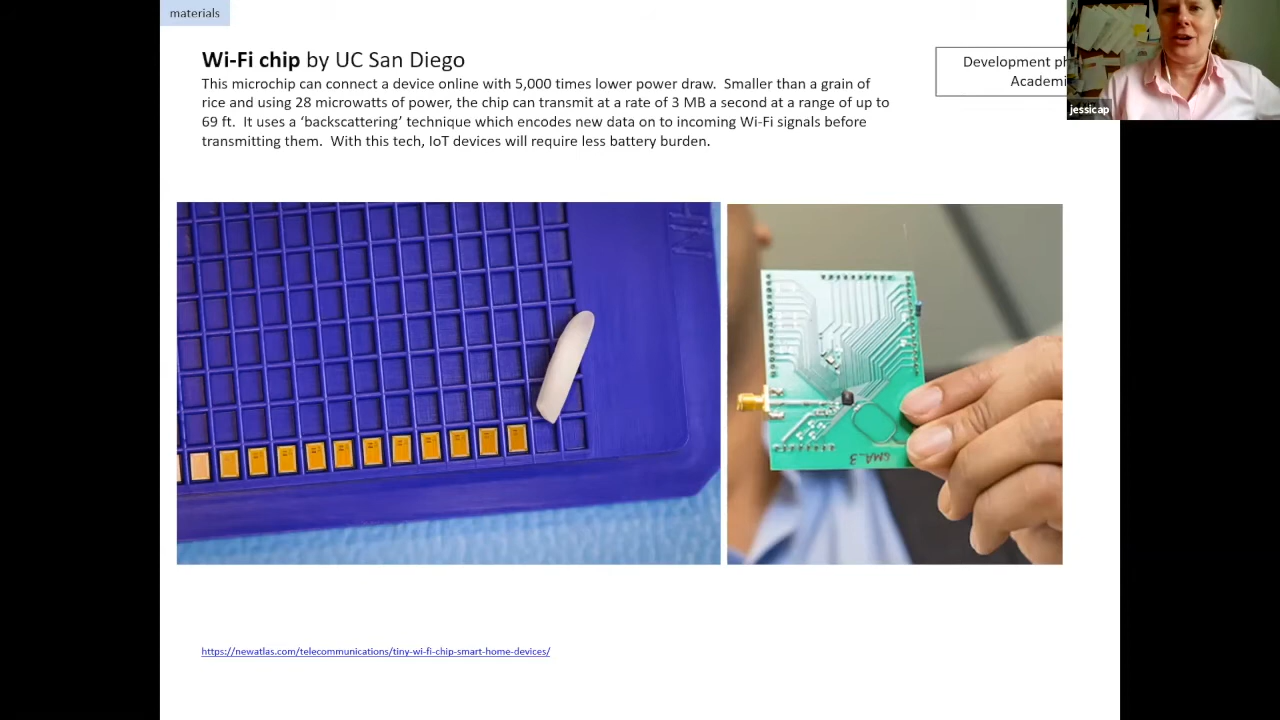 materials
Wi-Fi chip by UC San Diego
This microchip can connect a device online with 5,000 times lower power draw.  Smaller than a grain of
rice and using 28 microwatts of power, the chip can transmit at a rate of 3 MB a second at a range of up to
69 ft.  It uses a ‘backscattering’ technique which encodes new data on to incoming Wi-Fi signals before
transmitting them.  With this tech, IoT devices will require less battery burden.
Development ph
Academi
jessicap
SMA_3
https://newatlas.com/telecommunications/tiny-wi-fi-chip-smart-home-devices/